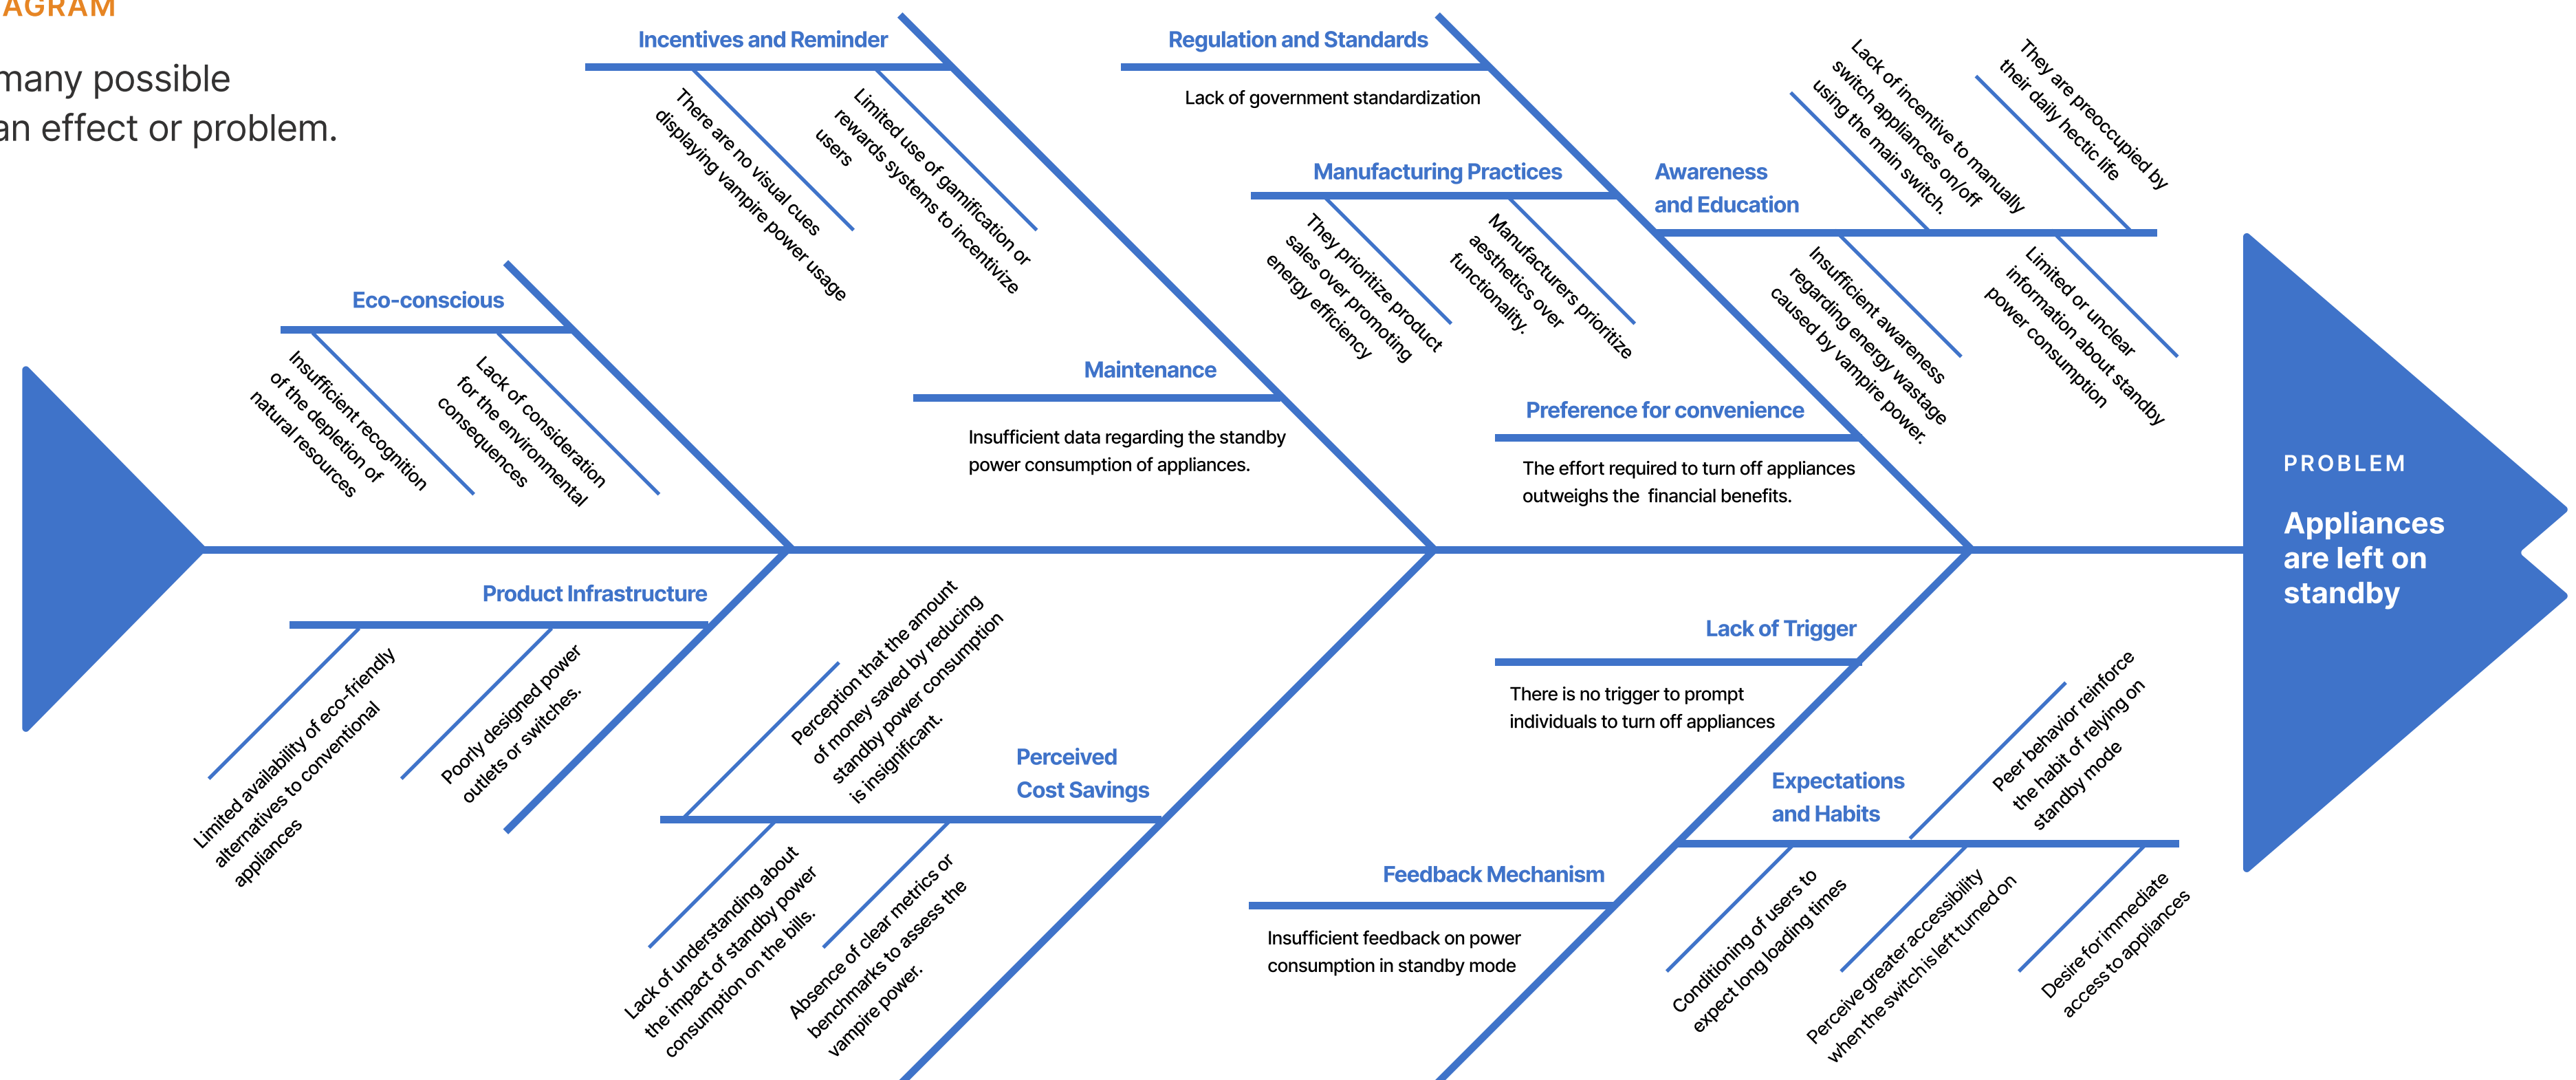 AGRAM
many possible
an effect or problem.
Incentives and Reminder
There are no visual cues
displaying vampire power usage
Limited use of gamification or
rewards systems to incentivize
users
Regulation and Standards
Lack of government standardization
Manufacturing Practices
They prioritize product
sales over promoting
energy efficiency
Manufacturers prioritize
aesthetics over
functionality.
Awareness
and Education
Lack of incentive to manually
switch appliances on/off
using the main switch.
They are preoccupied by
their daily hectic life
Insufficient awareness
regarding energy wastage
caused by vampire power.
Limited or unclear
information about standby
power consumption
Eco-conscious
Insufficient recognition
of the depletion of
natural resources
Lack of consideration
for the environmental
consequences
Maintenance
Insufficient data regarding the standby
power consumption of appliances.
Preference for convenience
The effort required to turn off appliances
outweighs the financial benefits.
PROBLEM
Appliances
are left on
standby
Product Infrastructure
Limited availability of eco-friendly
alternatives to conventional
appliances
Poorly designed power
outlets or switches.
Perception that the amount
of money saved by reducing
standby power consumption
is insignificant.
Perceived
Cost Savings
Lack of understanding about
the impact of standby power
consumption on the bills.
Absence of clear metrics or
benchmarks to assess the
vampire power.
Lack of Trigger
There is no trigger to prompt
individuals to turn off appliances
Expectations
and Habits
Peer behavior reinforce
the habit of relying on
standby mode
Feedback Mechanism
Insufficient feedback on power
consumption in standby mode
Conditioning of users to
expect long loading times
Perceive greater accessibility
when the switch is left turned on
Desire for immediate
access to appliances